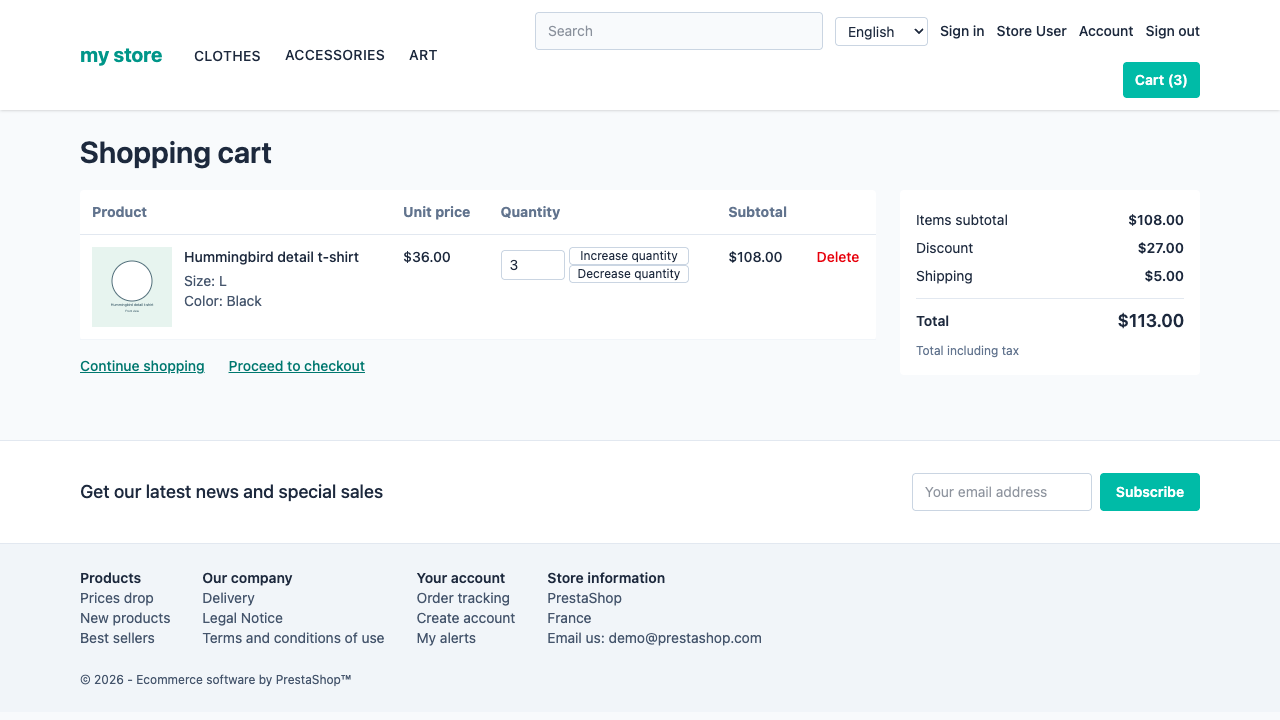 my store
CLOTHES
ACCESSORIES
ART
Search
English
Sign in
Store User
Account
Sign out
Cart (3)
Shopping cart
Product Unit price Quantity Subtotal
Hummingbird detail t-shirt
Hummingbird detail t-shirt
Size: L
Color: Black
$36.00
3
Increase quantity
Decrease quantity
$108.00
Delete
Continue shopping
Proceed to checkout
Items subtotal $108.00
Discount $27.00
Shipping $5.00
Total $113.00
Total including tax
Get our latest news and special sales
Your email address
Subscribe
Products
Prices drop
New products
Best sellers
Our company
Delivery
Legal Notice
Terms and conditions of use
Your account
Order tracking
Create account
My alerts
Store information
PrestaShop
France
Email us: demo@prestashop.com
© 2026 - Ecommerce software by PrestaShop™